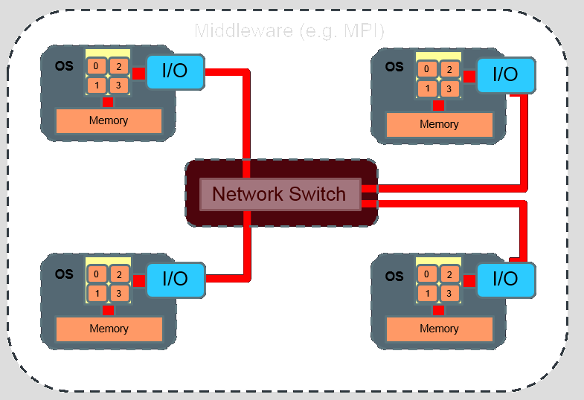 Middleware (e.g. MPI)
OS
0 2
1 3
I/O
Memory
OS
0 2
1 3
I/O
Memory
Network Switch
OS
0 2
1 3
I/O
Memory
OS
0 2
1 3
I/O
Memory